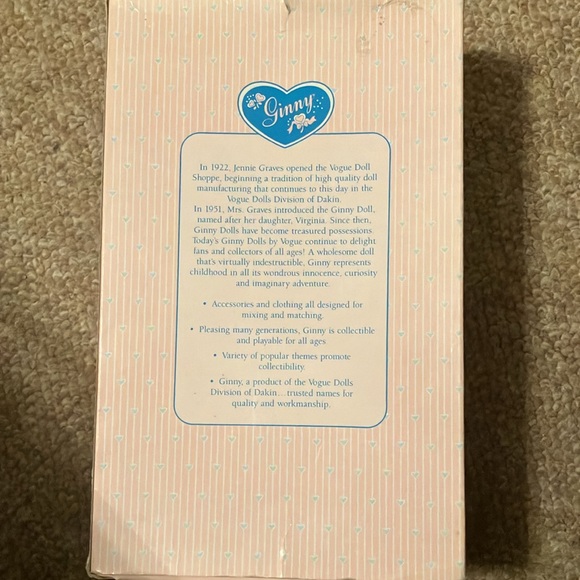 Ginny
In 1922, Jennie Graves opened the Vogue Doll
Shoppe, beginning a tradition of high quality doll
manufacturing that continues to this day in the
Vogue Dolls Division of Dakin.
In 1951, Mrs. Graves introduced the Ginny Doll,
named after her daughter, Virginia. Since then,
Ginny Dolls have become treasured possessions.
Today's Ginny Dolls by Vogue continue to delight
fans and collectors of all ages! A wholesome doll
that's virtually indestructible, Ginny represents
childhood in all its wondrous innocence, curiosity
and imaginary adventure.
• Accessories and clothing all designed for
mixing and matching.
• Pleasing many generations, Ginny is collectible
and playable for all ages.
• Variety of popular themes promote
collectibility.
• Ginny, a product of the Vogue Dolls
Division of Dakin...trusted names for
quality and workmanship.